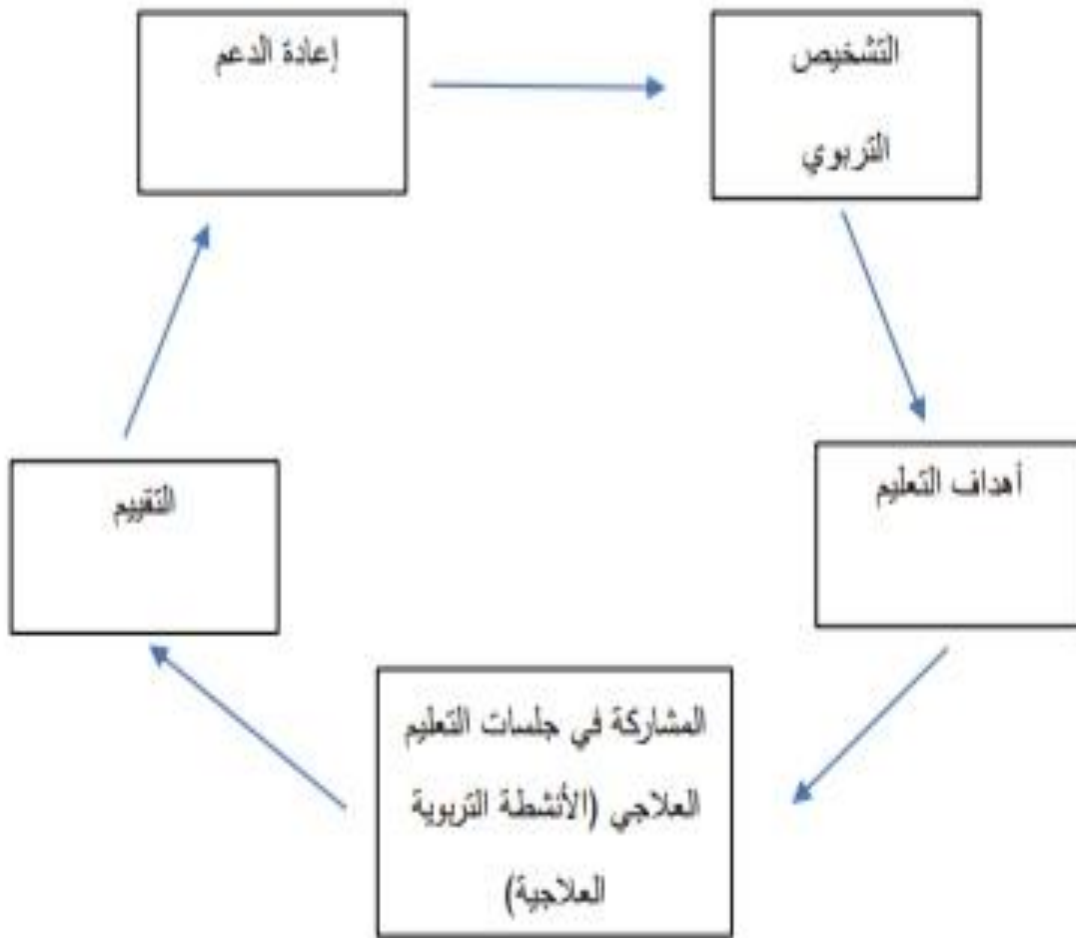 إعادة الدعم
التشخيص
التربوي
أهداف التعليم
المشاركة في جلسات التعليم
العلاجي (الأنشطة التربوية
العلاجية)
التقييم